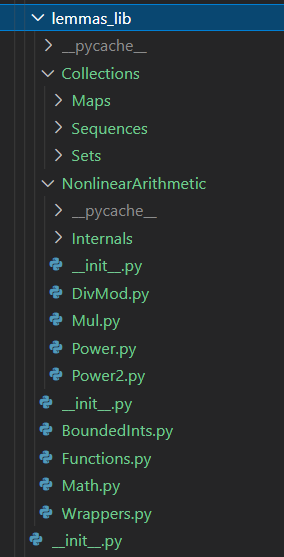 lemmas_lib
__pycache__
Collections
Maps
Sequences
Sets
NonlinearArithmetic
__pycache__
Internals
__init__.py
DivMod.py
Mul.py
Power.py
Power2.py
__init__.py
BoundedInts.py
Functions.py
Math.py
Wrappers.py
__init__.py